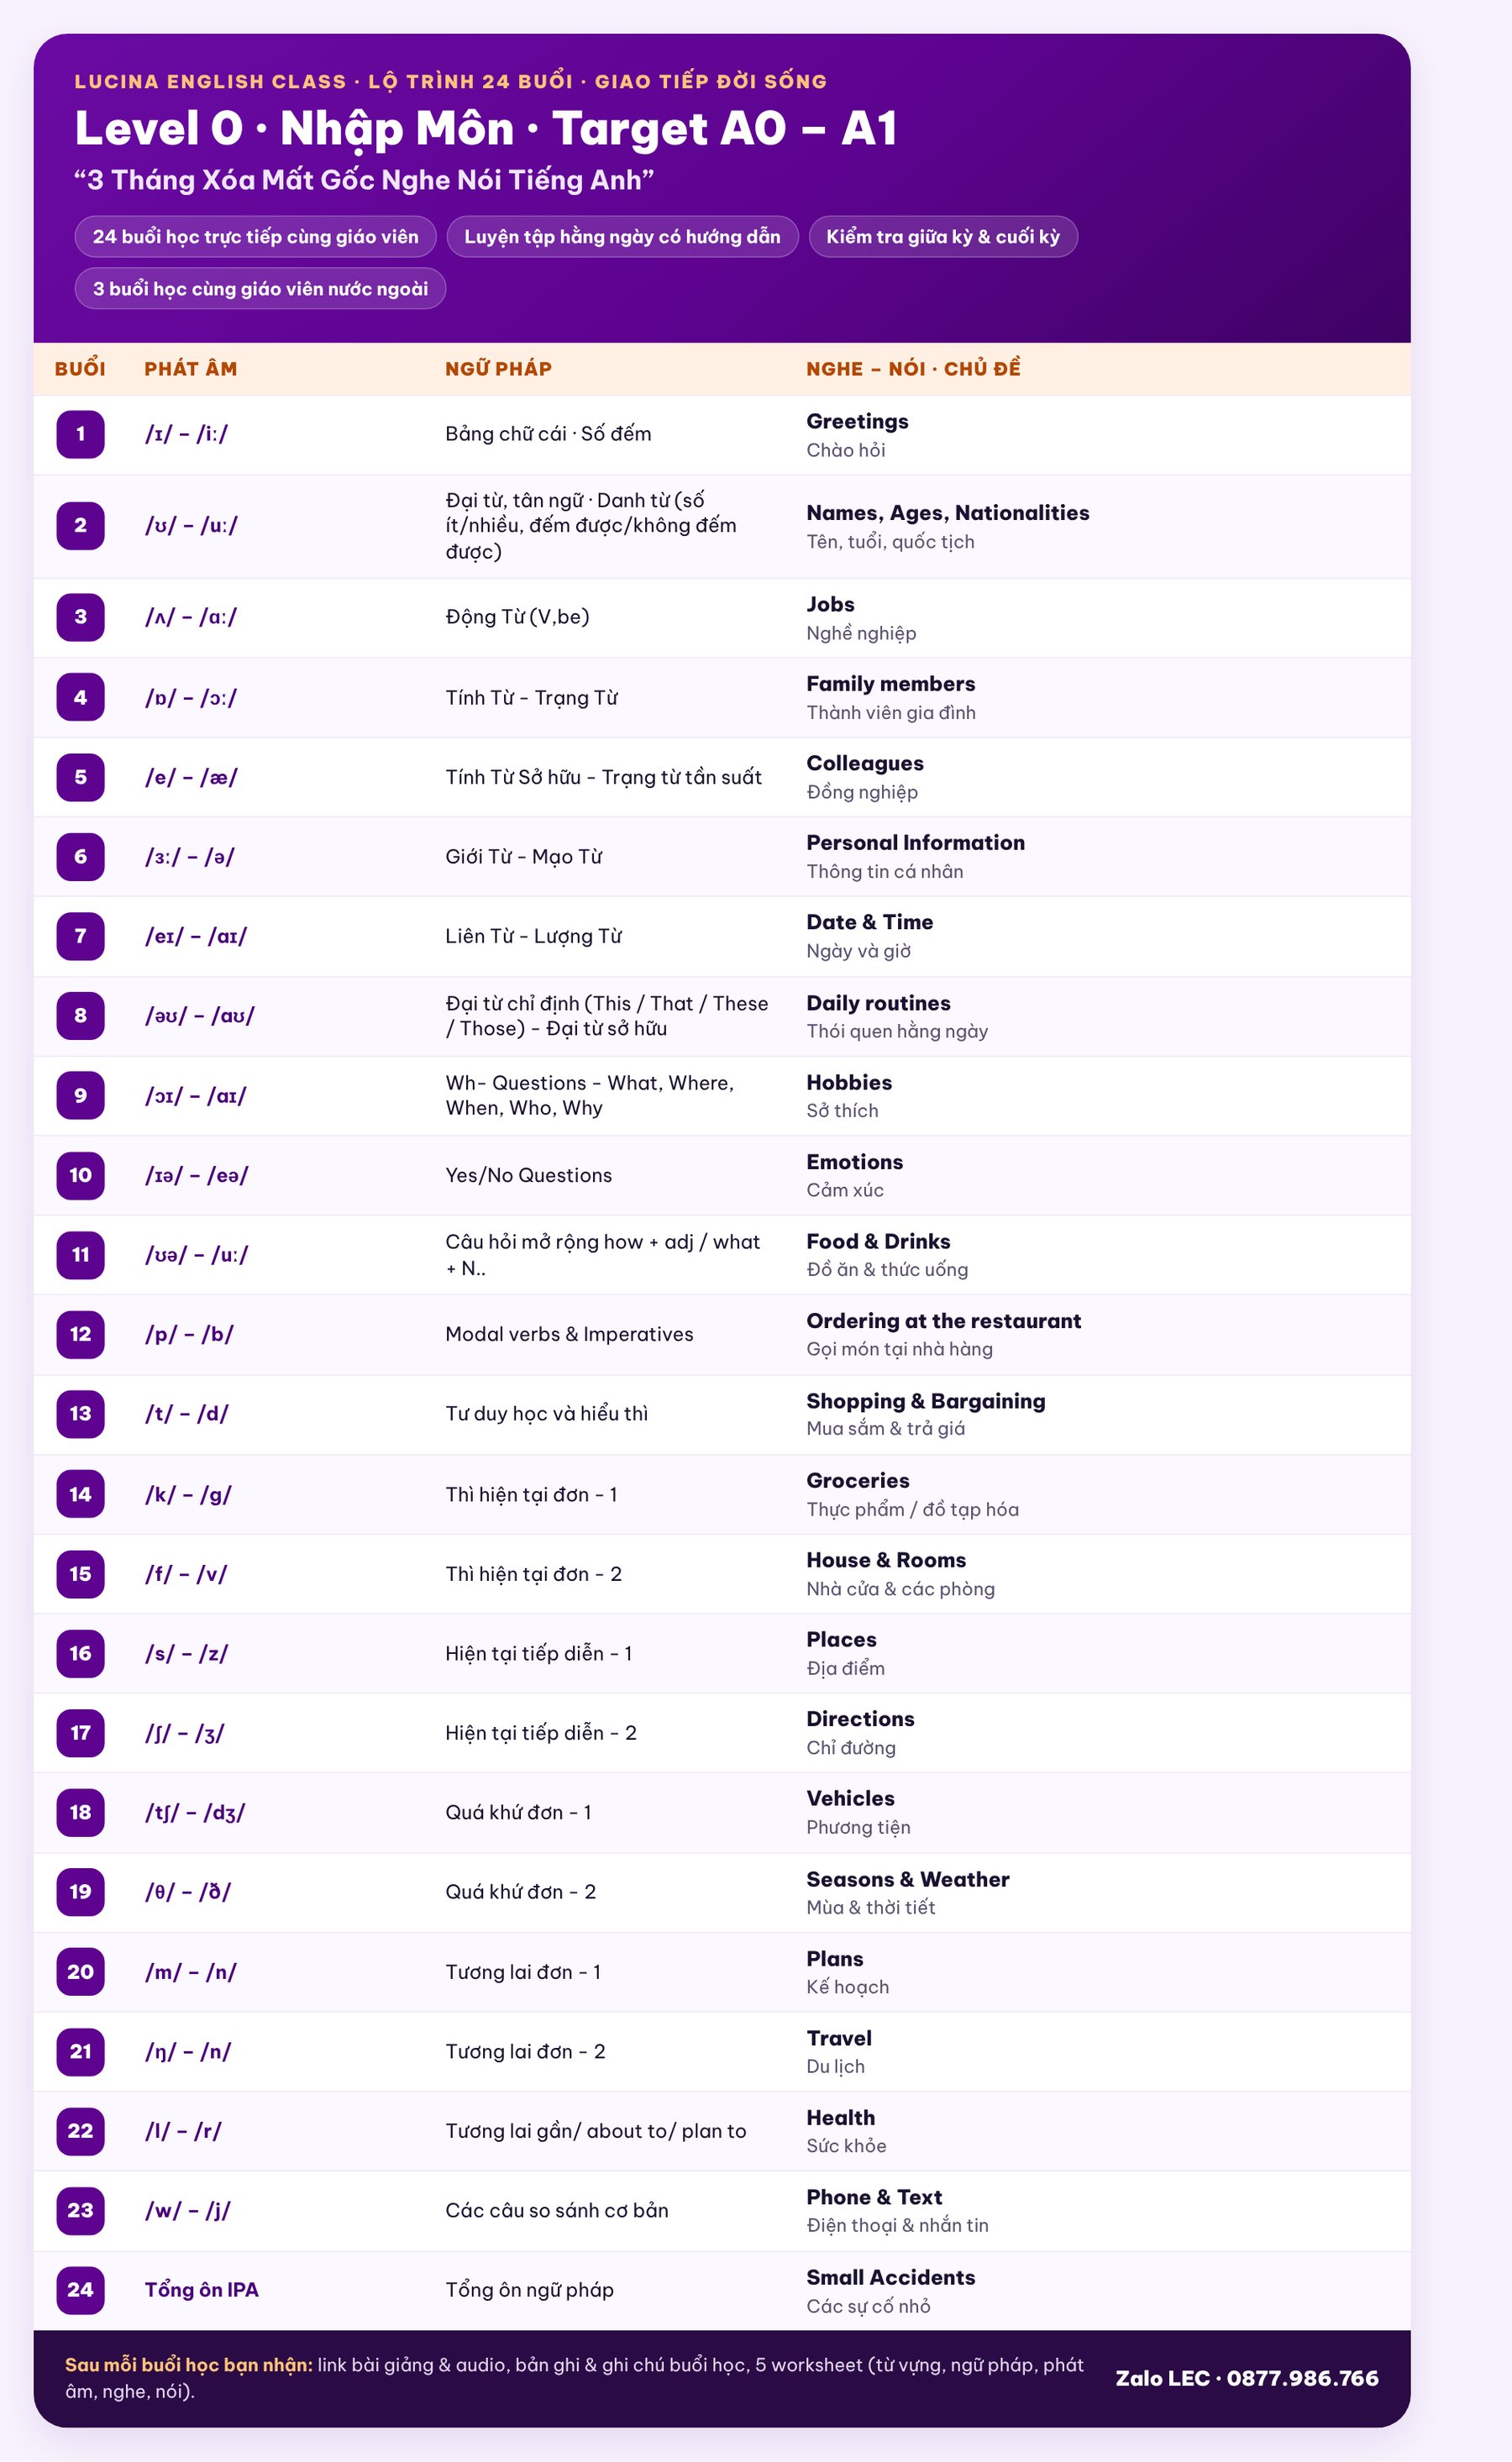 LUCINA ENGLISH CLASS · LỘ TRÌNH 24 BUỔI · GIAO TIẾP ĐỜI SỐNG
Level 0 · Nhập Môn · Target A0 – A1
“3 Tháng Xóa Mất Gốc Nghe Nói Tiếng Anh”
24 buổi học trực tiếp cùng giáo viên
Luyện tập hằng ngày có hướng dẫn
Kiểm tra giữa kỳ & cuối kỳ
3 buổi học cùng giáo viên nước ngoài
BUỔI PHÁT ÂM NGỮ PHÁP NGHE – NÓI · CHỦ ĐỀ
1 /ɪ/ – /iː/ Bảng chữ cái · Số đếm
Greetings
Chào hỏi
2 /ʊ/ – /uː/
Đại từ, tân ngữ · Danh từ (số
ít/nhiều, đếm được/không đếm
được)
Names, Ages, Nationalities
Tên, tuổi, quốc tịch
3 /ʌ/ – /ɑː/ Động Từ (V,be)
Jobs
Nghề nghiệp
4 /ɒ/ – /ɔː/ Tính Từ - Trạng Từ
Family members
Thành viên gia đình
5 /e/ – /æ/ Tính Từ Sở hữu - Trạng từ tần suất
Colleagues
Đồng nghiệp
6 /ɜː/ – /ə/ Giới Từ - Mạo Từ
Personal Information
Thông tin cá nhân
7 /eɪ/ – /aɪ/ Liên Từ - Lượng Từ
Date & Time
Ngày và giờ
8 /əʊ/ – /aʊ/
Đại từ chỉ định (This / That / These
/ Those) - Đại từ sở hữu
Daily routines
Thói quen hằng ngày
9 /ɔɪ/ – /aɪ/
Wh- Questions - What, Where,
When, Who, Why
Hobbies
Sở thích
10 /ɪə/ – /eə/ Yes/No Questions
Emotions
Cảm xúc
11 /ʊə/ – /uː/
Câu hỏi mở rộng how + adj / what
+ N..
Food & Drinks
Đồ ăn & thức uống
12 /p/ – /b/ Modal verbs & Imperatives
Ordering at the restaurant
Gọi món tại nhà hàng
13 /t/ – /d/ Tư duy học và hiểu thì
Shopping & Bargaining
Mua sắm & trả giá
14 /k/ – /g/ Thì hiện tại đơn - 1
Groceries
Thực phẩm / đồ tạp hóa
15 /f/ – /v/ Thì hiện tại đơn - 2
House & Rooms
Nhà cửa & các phòng
16 /s/ – /z/ Hiện tại tiếp diễn - 1
Places
Địa điểm
17 /ʃ/ – /ʒ/ Hiện tại tiếp diễn - 2
Directions
Chỉ đường
18 /tʃ/ – /dʒ/ Quá khứ đơn - 1
Vehicles
Phương tiện
19 /θ/ – /ð/ Quá khứ đơn - 2
Seasons & Weather
Mùa & thời tiết
20 /m/ – /n/ Tương lai đơn - 1
Plans
Kế hoạch
21 /ŋ/ – /n/ Tương lai đơn - 2
Travel
Du lịch
22 /l/ – /r/ Tương lai gần/ about to/ plan to
Health
Sức khỏe
23 /w/ – /j/ Các câu so sánh cơ bản
Phone & Text
Điện thoại & nhắn tin
24 Tổng ôn IPA Tổng ôn ngữ pháp
Small Accidents
Các sự cố nhỏ
Sau mỗi buổi học bạn nhận: link bài giảng & audio, bản ghi & ghi chú buổi học, 5 worksheet (từ vựng, ngữ pháp, phát
âm, nghe, nói).
Zalo LEC · 0877.986.766